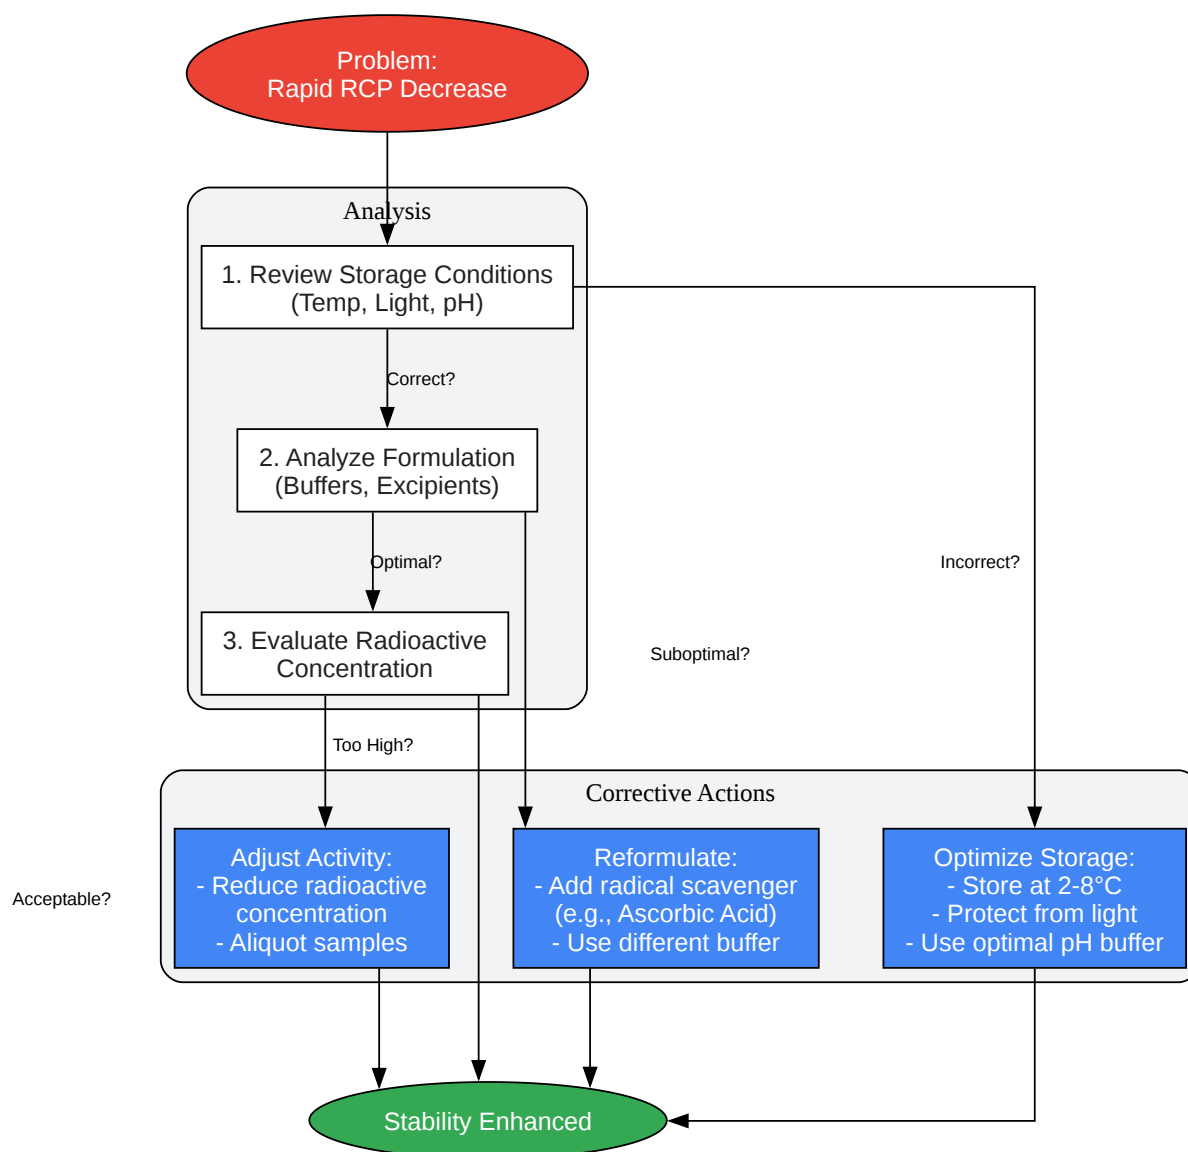 Problem:
Rapid RCP Decrease
Analysis
1. Review Storage Conditions
(Temp, Light, pH)
Correct?
2. Analyze Formulation
(Buffers, Excipients)
Optimal?
Incorrect?
3. Evaluate Radioactive
Concentration
Suboptimal?
Too High?
Corrective Actions
Adjust Activity:
- Reduce radioactive
concentration
- Aliquot samples
Reformulate:
- Add radical scavenger
(e.g., Ascorbic Acid)
- Use different buffer
Optimize Storage:
- Store at 2-8°C
- Protect from light
- Use optimal pH buffer
Acceptable?
Stability Enhanced